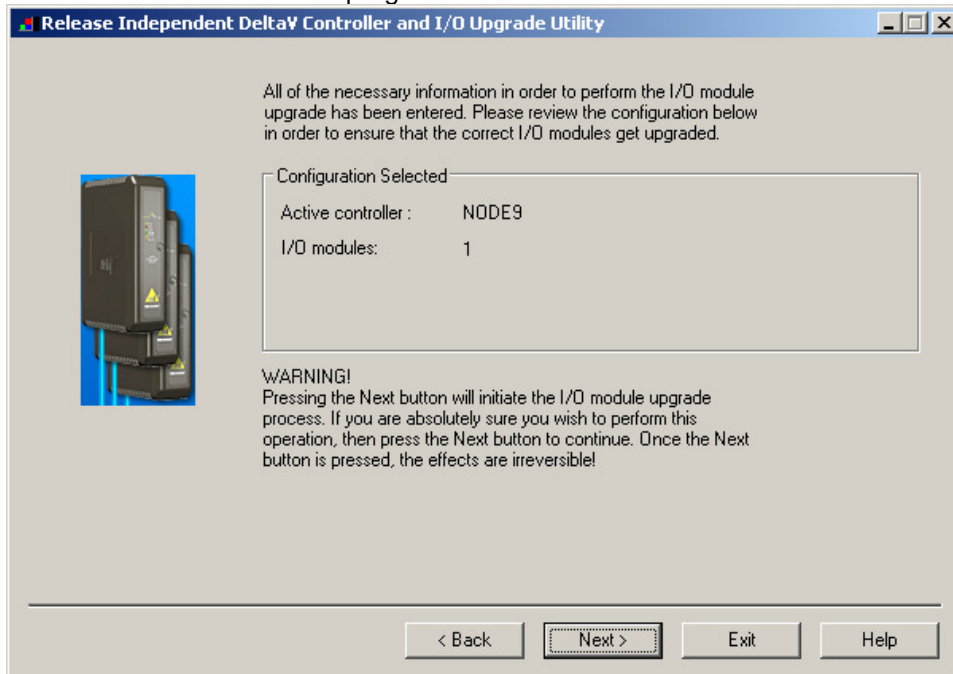 Release Independent DeltaV Controller and I/O Upgrade Utility
All of the necessary information in order to perform the I/O module
upgrade has been entered. Please review the configuration below
in order to ensure that the correct I/O modules get upgraded.
Configuration Selected
Active controller : NODE9
I/O modules: 1
WARNING!
Pressing the Next button will initiate the I/O module upgrade
process. If you are absolutely sure you wish to perform this
operation, then press the Next button to continue. Once the Next
button is pressed, the effects are irreversible!
< Back Next > Exit Help